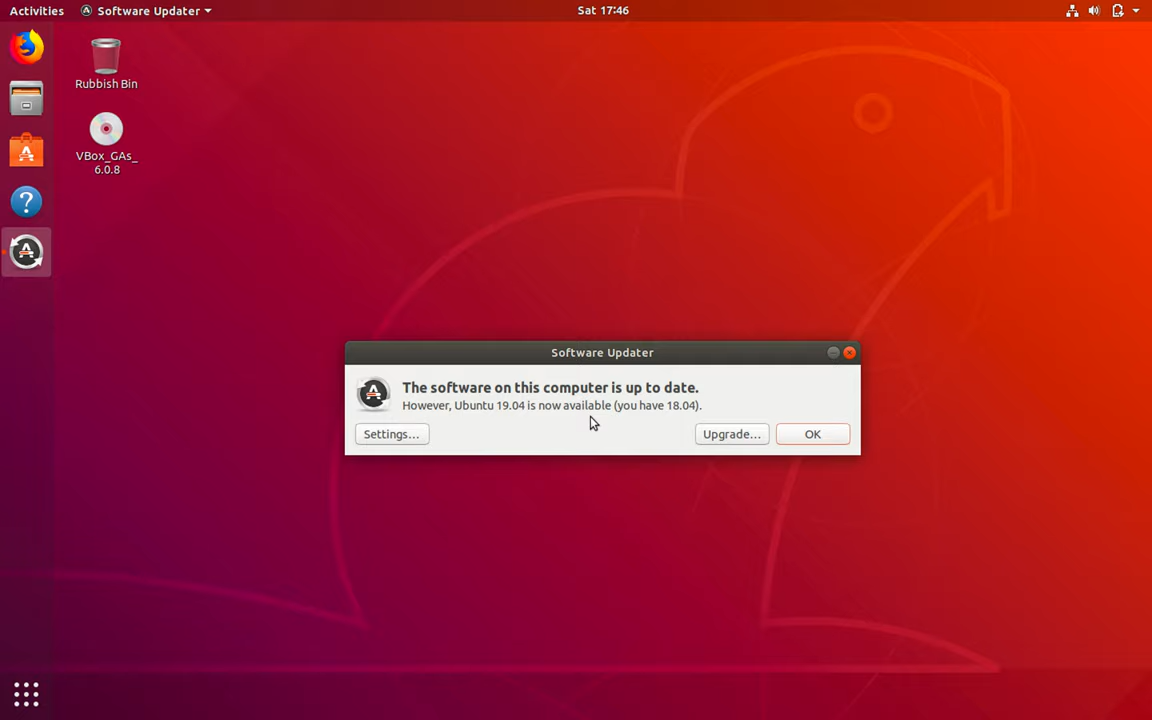 Activities
Software Updater
Sat 17:46
Rubbish Bin
VBox_GAs_
6.0.8
Software Updater
The software on this computer is up to date.
However, Ubuntu 19.04 is now available (you have 18.04).
Settings...
Upgrade...
OK